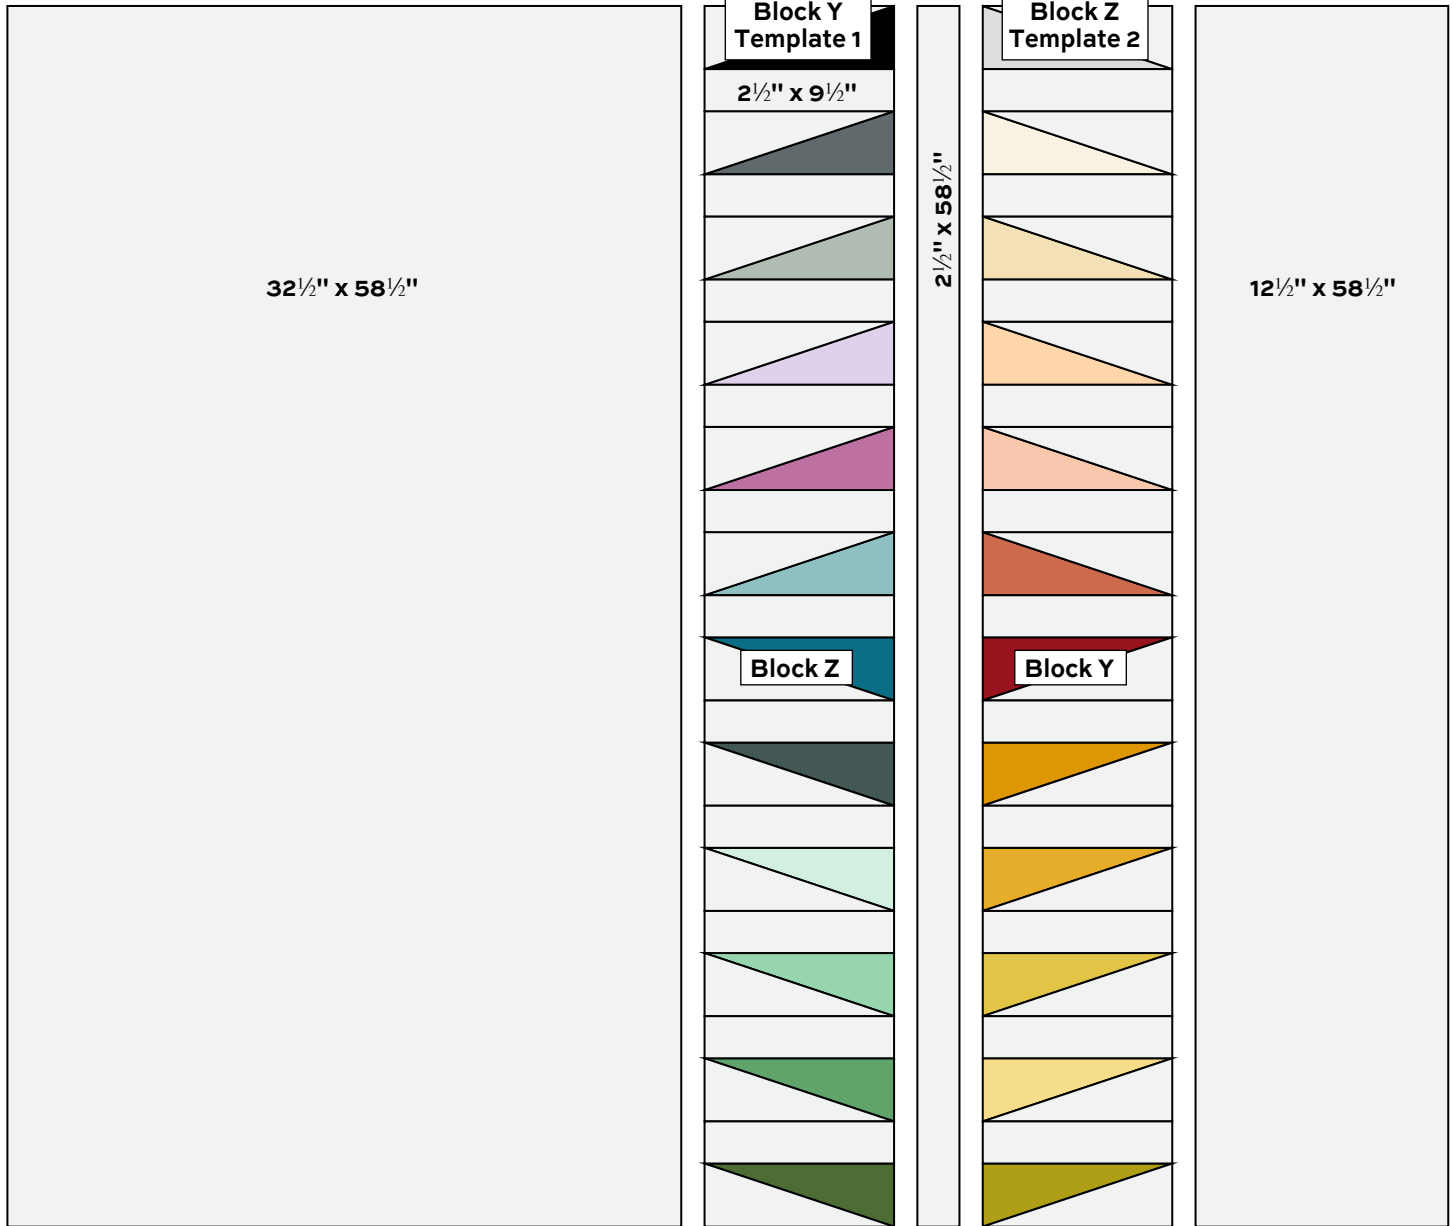 Block Y
Template 1
Block Z
Template 2
2½" x 9½"
2½" x 58½"
32½" x 58½"
12½" x 58½"
Block Z
Block Y